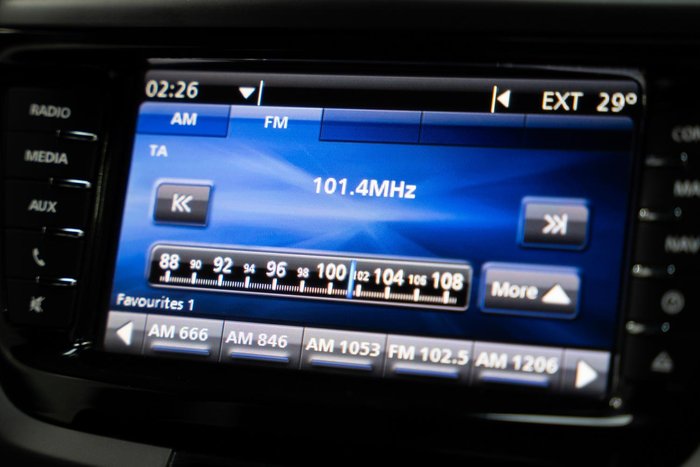 02:26
EXT 29°
RADIO
MEDIA
AUX
AM
FM
TA
101.4MHz
88 90 92 94 96 98 100 102 104 106 108
More
Favourites 1
AM 666
AM 846
AM 1053
FM 102.5
AM 1206
NAV